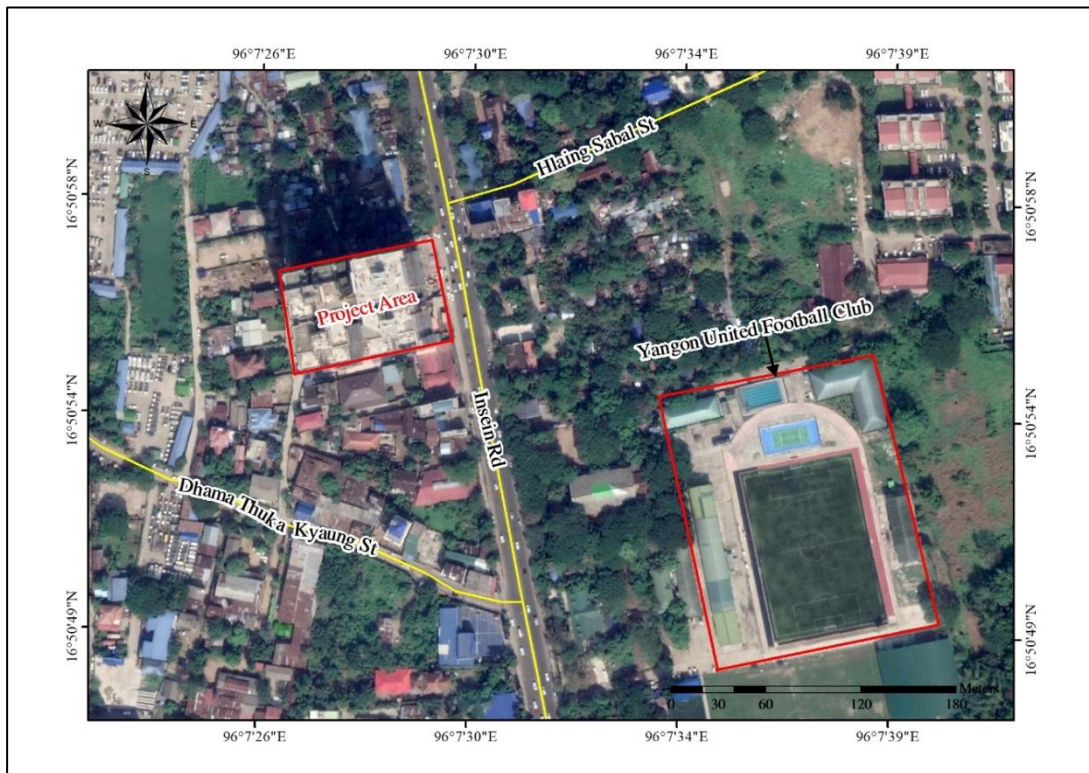 96°7'26"E 96°7'30"E 96°7'34"E 96°7'39"E
N
W E
S
16°50'58"N
16°50'58"N
Hlaing Sabal St
Project Area
Yangon United Football Club
16°50'54"N
16°50'54"N
Insein Rd
Dhama Thuka Kyaung St
16°50'49"N
16°50'49"N
Meters
0 30 60 120 180
96°7'26"E 96°7'30"E 96°7'34"E 96°7'39"E